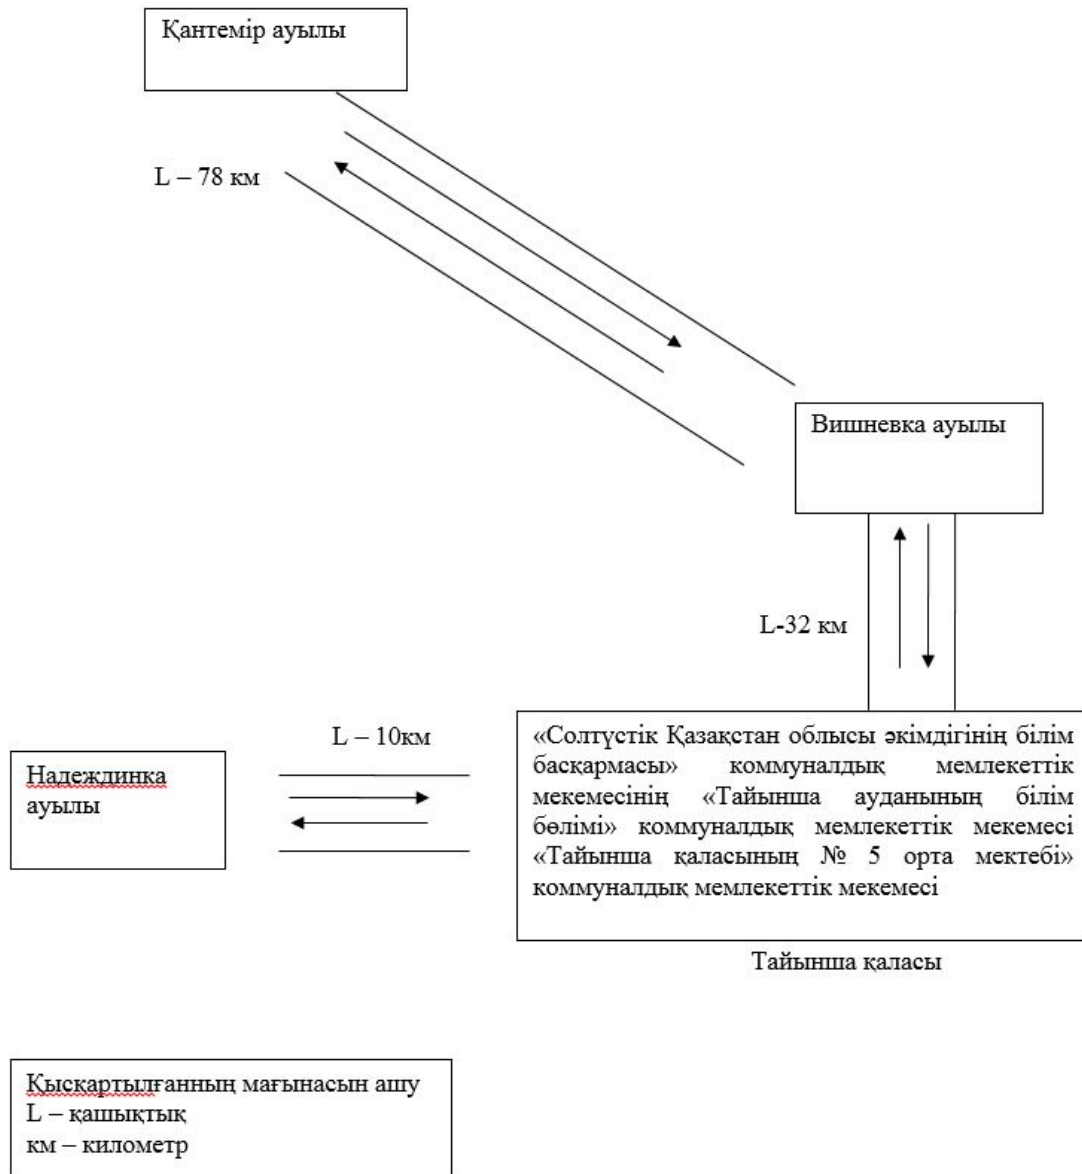 Қантемір ауылы
L – 78 км
Вишневка ауылы
L-32 км
L – 10км
Надеждинка
ауылы
«Солтүстік Қазақстан облысы әкімдігінің білім
басқармасы» коммуналдық мемлекеттік
мекемесінің «Тайынша ауданының білім
бөлімі» коммуналдық мемлекеттік мекемесі
«Тайынша қаласының № 5 орта мектебі»
коммуналдық мемлекеттік мекемесі
Тайынша қаласы
Қысқартылғанның мағынасын ашу
L – қашықтық
км – километр